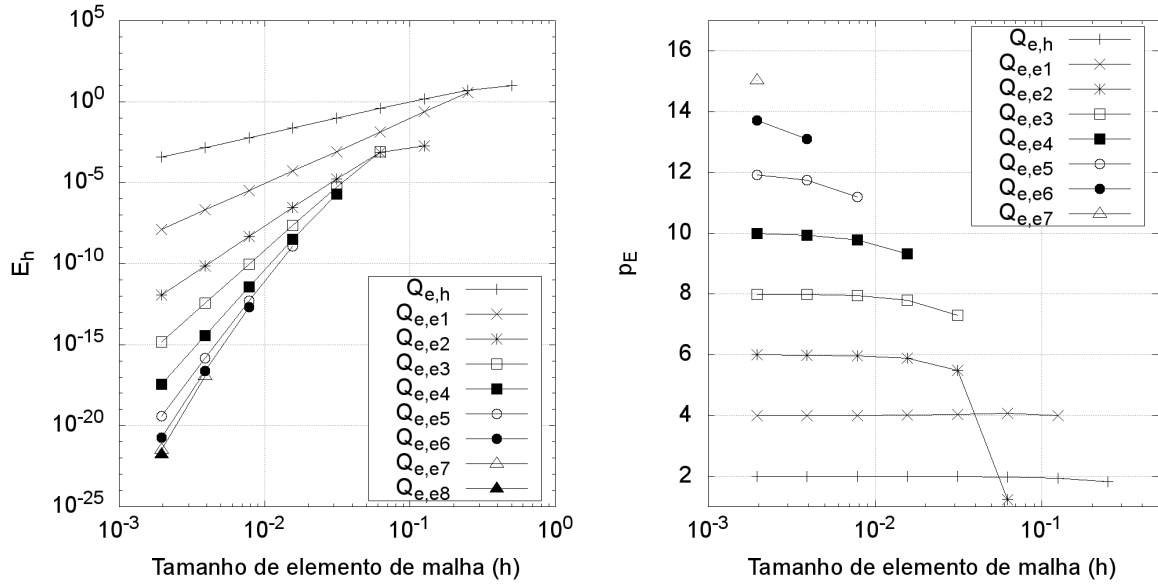 10^5
10^0
10^-5
10^-10
10^-15
10^-20
10^-25
E_h
Q_e,h
Q_e,e1
Q_e,e2
Q_e,e3
Q_e,e4
Q_e,e5
Q_e,e6
Q_e,e7
Q_e,e8
10^-3
10^-2
10^-1
10^0
Tamanho de elemento de malha (h)
16
14
12
10
8
6
4
2
p_E
Q_e,h
Q_e,e1
Q_e,e2
Q_e,e3
Q_e,e4
Q_e,e5
Q_e,e6
Q_e,e7
10^-3
10^-2
10^-1
Tamanho de elemento de malha (h)